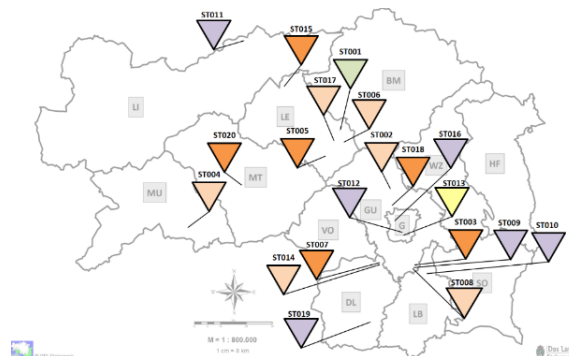 ST011
ST015
ST001
BM
ST017
LI
LE
ST006
ST020
ST005
ST002
ST018
ST016
WZ
HF
MT
ST004
MU
ST012
ST013
GU
G
VO
ST003
ST009
ST010
ST007
ST014
DL
SO
ST008
LB
ST019
M = 1 : 800.000
1 cm = 8 km
Das La